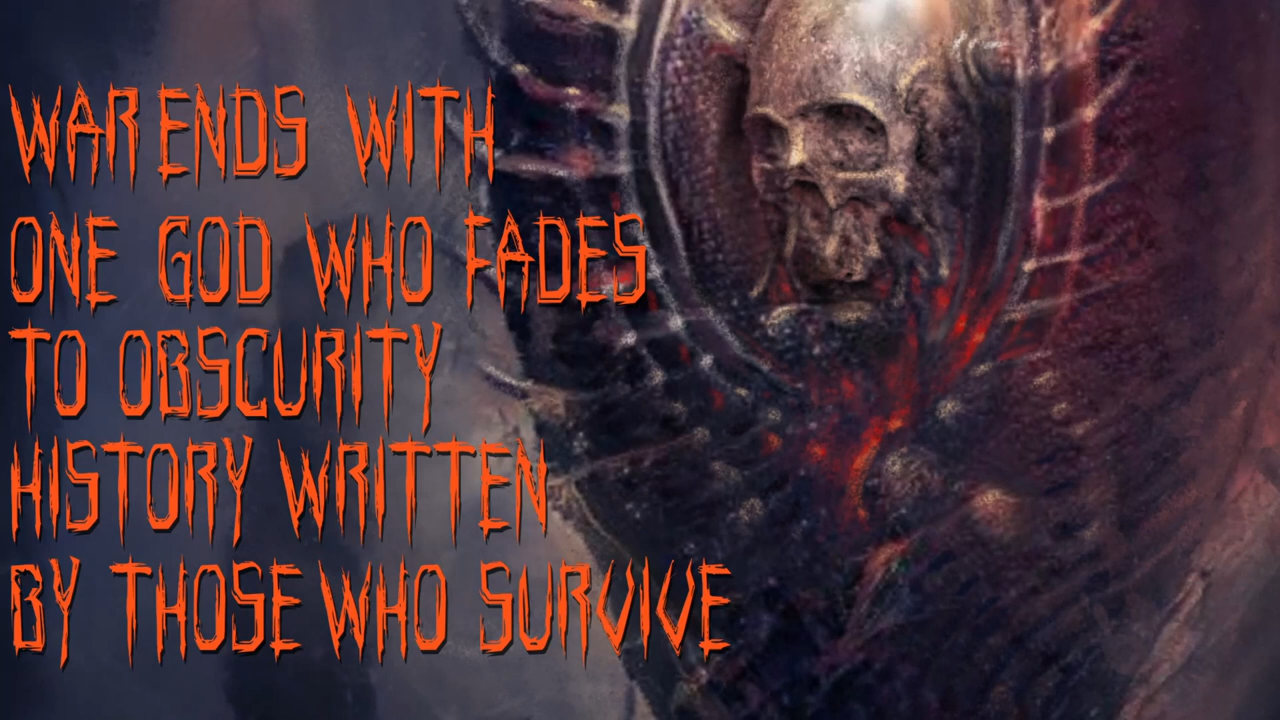 WAR ENDS WITH
ONE GOD WHO FADES
TO OBSCURITY
HISTORY WRITTEN
BY THOSE WHO SURVIVE